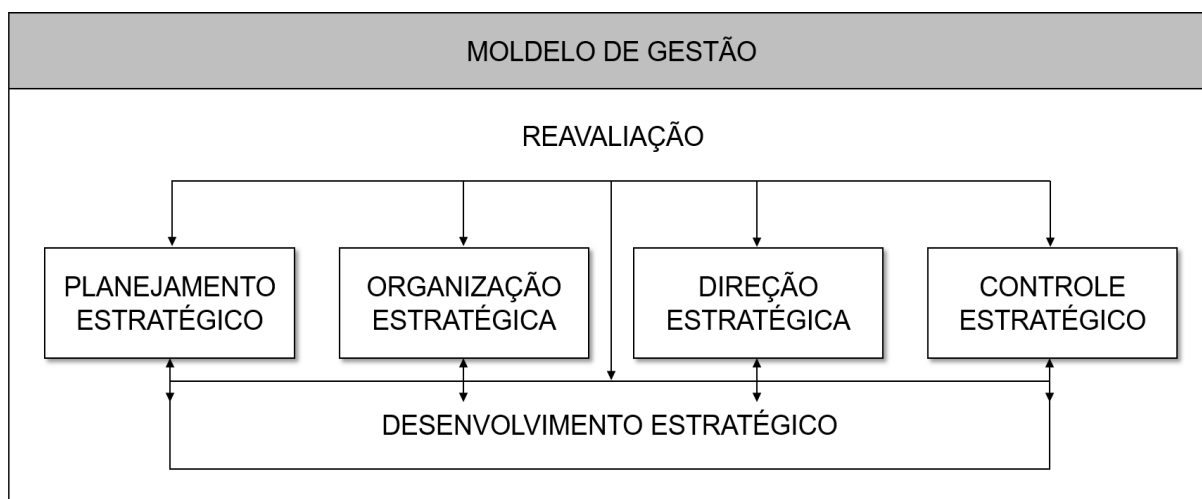 MOLDELO DE GESTÃO
REAVALIAÇÃO
PLANEJAMENTO
ESTRATÉGICO
ORGANIZAÇÃO
ESTRATÉGICA
DIREÇÃO
ESTRATÉGICA
CONTROLE
ESTRATÉGICO
DESENVOLVIMENTO ESTRATÉGICO